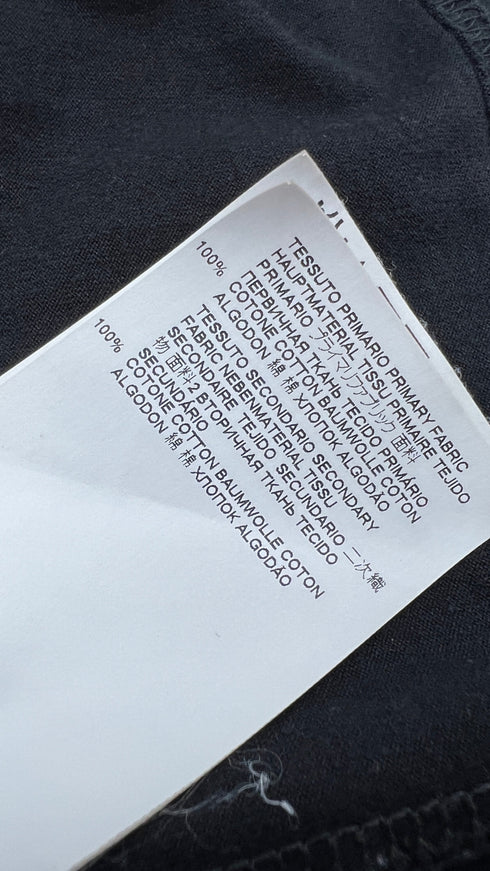 TESSUTO PRIMARIO PRIMARY FABRIC
HAUPTMATERIAL TISSU PRIMAIRE TEJIDO
PRIMARIO プライマリファブリック 面料
ПЕРВИЧНАЯ ТКАНЬ TECIDO PRIMÁRIO
100% COTONE COTTON BAUMWOLLE COTON
ALGODON 綿 棉 ХЛОПОК ALGODÃO
TESSUTO SECONDARIO SECONDARY
FABRIC NEBENMATERIAL TISSU
SECONDAIRE TEJIDO SECUNDARIO 二次織
物 面料2 ВТОРИЧНАЯ ТКАНЬ TECIDO
SECUNDÁRIO
100% COTONE COTTON BAUMWOLLE COTON
ALGODON 綿 棉 ХЛОПОК ALGODÃO